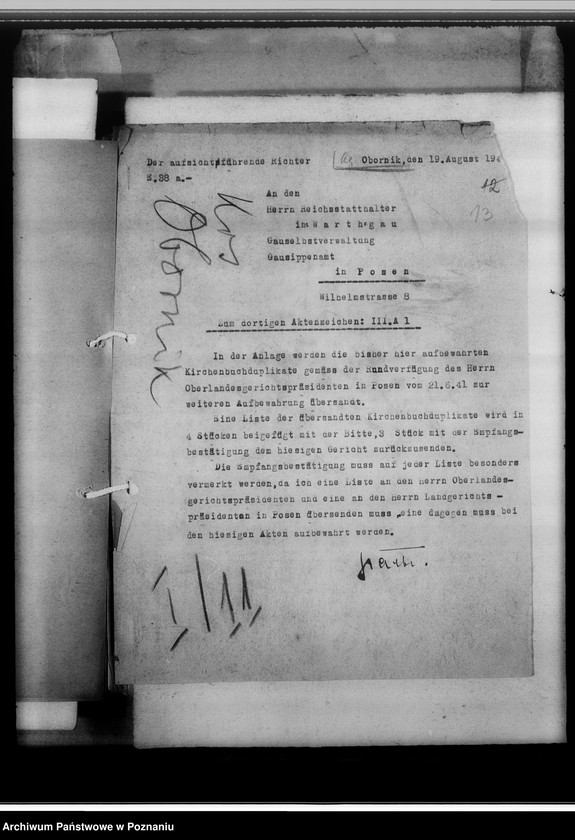 Der aufsichtführende Richter
Obornik, den 19.August 194
E.38 a.-
12
13
An den
Herrn Reichsstatthalter
im W a r t h e g a u
Gauselbstverwaltung
Gausippenamt
in P o s e n
Wilhelmstrasse 8
Zum dortigen Aktenzeichen: III.A 1
Obornik
In der Anlage werden die bisher hier aufbewahrten
Kirchenbuchduplikate gemäss der Rundverfügung des Herrn
Oberlandesgerichtspräsidenten in Posen vom 21.6.41 zur
weiteren Aufbewahrung übersandt.
Eine Liste der übersandten Kirchenbuchduplikate wird in
4 Stücken beigefügt mit der Bitte,3 Stück mit der Empfangs-
bestätigung dem hiesigen Gericht zurückzusenden.
Die Empfangsbestätigung muss auf jeder Liste besonders
vermerkt werden,da ich eine Liste an den Herrn Oberlandes-
gerichtspräsidenten und eine an den Herrn Landgerichts -
präsidenten in Posen übersenden muss ,eine dagegen muss bei
den hiesigen Akten aufbewahrt werden.
I/11
Archiwum Państwowe w Poznaniu